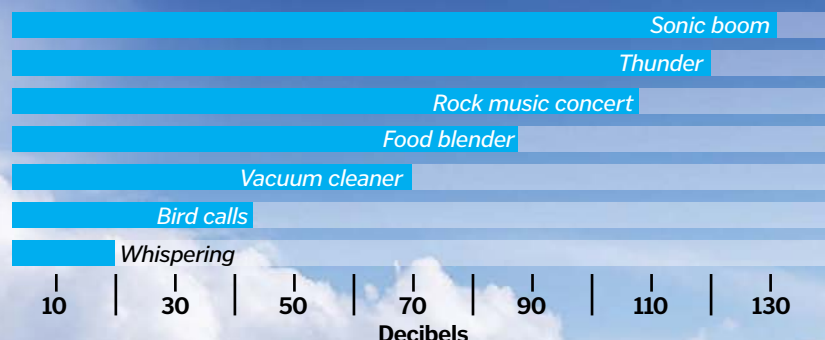 Sonic boom
Thunder
Rock music concert
Food blender
Vacuum cleaner
Bird calls
Whispering
10 30 50 70 90 110 130
Decibels